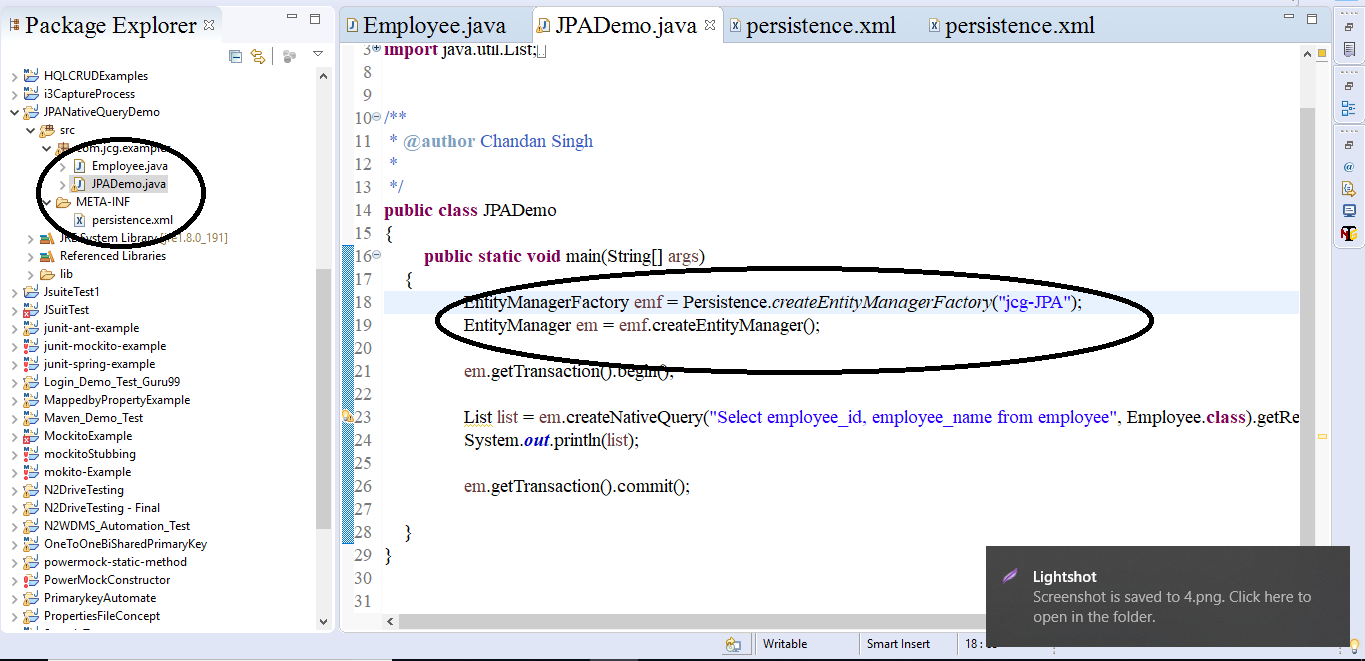 Package Explorer
Employee.java
JPADemo.java
persistence.xml
persistence.xml
HQLCRUDExamples
i3CaptureProcess
JPANativeQueryDemo
src
com.jcg.example
Employee.java
JPADemo.java
META-INF
persistence.xml
JRE System Library [jre1.8.0_191]
Referenced Libraries
lib
JsuiteTest1
JSuitTest
junit-ant-example
junit-mockito-example
junit-spring-example
Login_Demo_Test_Guru99
MappedbyPropertyExample
Maven_Demo_Test
MockitoExample
mockitoStubbing
mokito-Example
N2DriveTesting
N2DriveTesting - Final
N2WDMS_Automation_Test
OneToOneBiSharedPrimaryKey
powermock-static-method
PowerMockConstructor
PrimarykeyAutomate
PropertiesFileConcept
3 import java.util.List;
8
9
10 /**
11 * @author Chandan Singh
12 *
13 */
14 public class JPADemo
15 {
16 public static void main(String[] args)
17 {
18 EntityManagerFactory emf = Persistence.createEntityManagerFactory("jcg-JPA");
19 EntityManager em = emf.createEntityManager();
20
21 em.getTransaction().begin();
22
23 List list = em.createNativeQuery("Select employee_id, employee_name from employee", Employee.class).getRe
24 System.out.println(list);
25
26 em.getTransaction().commit();
27
28 }
29 }
30
31
Lightshot
Screenshot is saved to 4.png. Click here to
open in the folder.
Writable
Smart Insert
18 :